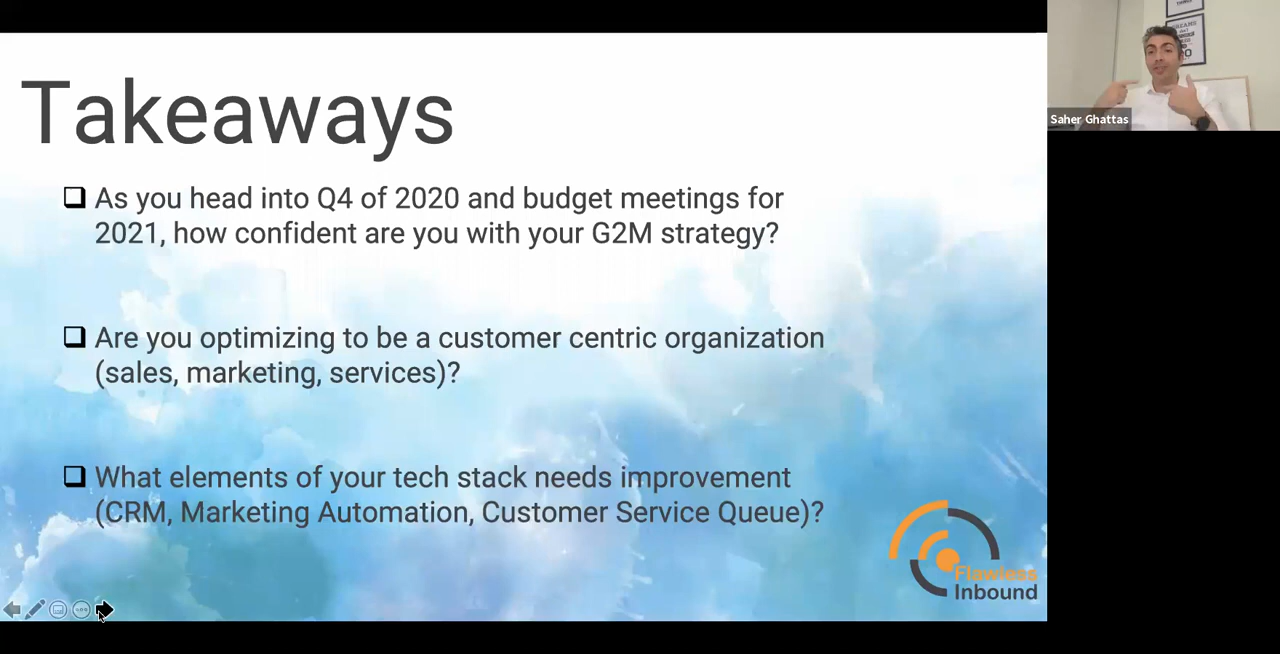 Takeaways
As you head into Q4 of 2020 and budget meetings for
2021, how confident are you with your G2M strategy?
Are you optimizing to be a customer centric organization
(sales, marketing, services)?
What elements of your tech stack needs improvement
(CRM, Marketing Automation, Customer Service Queue)?
Flawless
Inbound
Saher Ghattas